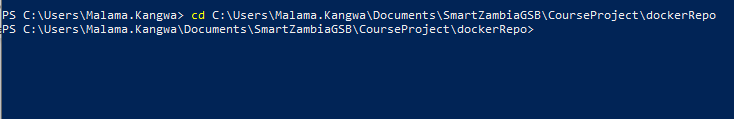 PS C:\Users\Malama.Kangwa> cd C:\Users\Malama.Kangwa\Documents\SmartZambiaGSB\CourseProject\dockerRepo
PS C:\Users\Malama.Kangwa\Documents\SmartZambiaGSB\CourseProject\dockerRepo>